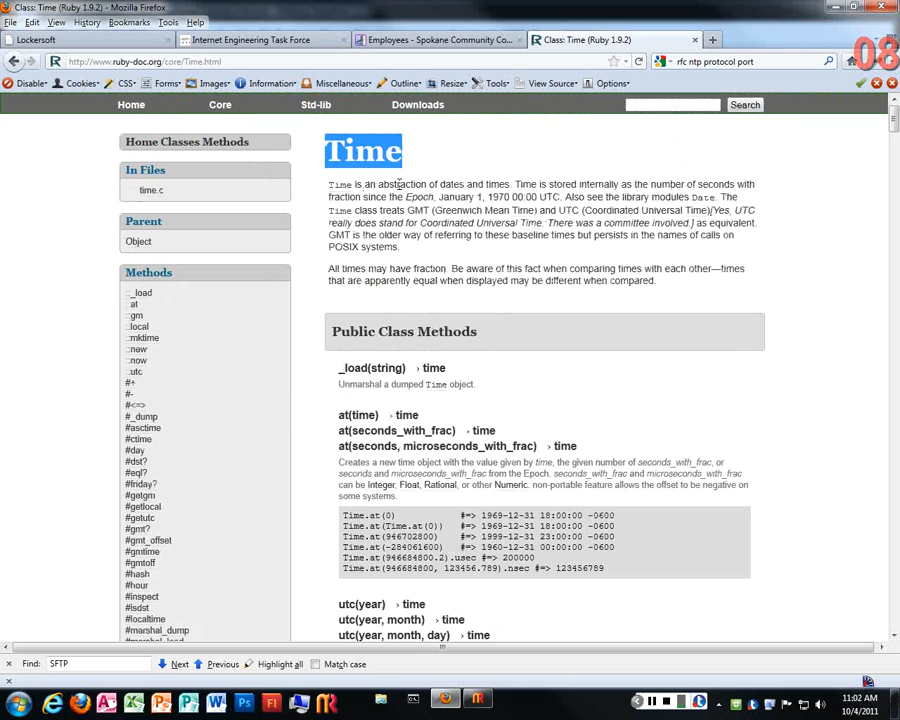 Class: Time (Ruby 1.9.2) - Mozilla Firefox
File Edit View History Bookmarks Tools Help
Lockersoft × Internet Engineering Task Force × Employees - Spokane Community Co... × Class: Time (Ruby 1.9.2) ×
http://www.ruby-doc.org/core/Time.html
rfc ntp protocol port
08
Disable Cookies CSS Forms Images Information Miscellaneous Outline Resize Tools View Source Options
Home Core Std-lib Downloads Search
Home Classes Methods
In Files
time.c
Parent
Object
Methods
::_load
::at
::gm
::local
::mktime
::new
::now
::utc
#+
#-
#<=>
#_dump
#asctime
#ctime
#day
#dst?
#eql?
#friday?
#getgm
#getlocal
#getutc
#gmt?
#gmt_offset
#gmtime
#gmtoff
#hash
#hour
#inspect
#isdst
#localtime
#marshal_dump
#marshal_load
Time
Time is an abstraction of dates and times. Time is stored internally as the number of seconds with
fraction since the Epoch, January 1, 1970 00:00 UTC. Also see the library modules Date. The
Time class treats GMT (Greenwich Mean Time) and UTC (Coordinated Universal Time)[Yes, UTC
really does stand for Coordinated Universal Time. There was a committee involved.] as equivalent.
GMT is the older way of referring to these baseline times but persists in the names of calls on
POSIX systems.
All times may have fraction. Be aware of this fact when comparing times with each other—times
that are apparently equal when displayed may be different when compared.
Public Class Methods
_load(string) › time
Unmarshal a dumped Time object.
at(time) › time
at(seconds_with_frac) › time
at(seconds, microseconds_with_frac) › time
Creates a new time object with the value given by time, the given number of seconds_with_frac, or
seconds and microseconds_with_frac from the Epoch. seconds_with_frac and microseconds_with_frac
can be Integer, Float, Rational, or other Numeric. non-portable feature allows the offset to be negative on
some systems.
Time.at(0) #=> 1969-12-31 18:00:00 -0600
Time.at(Time.at(0)) #=> 1969-12-31 18:00:00 -0600
Time.at(946702800) #=> 1999-12-31 23:00:00 -0600
Time.at(-284061600) #=> 1960-12-31 00:00:00 -0600
Time.at(946684800.2).usec #=> 200000
Time.at(946684800, 123456.789).nsec #=> 123456789
utc(year) › time
utc(year, month) › time
utc(year, month, day) › time
× Find: SFTP Next Previous Highlight all Match case
×
11:02 AM
10/4/2011